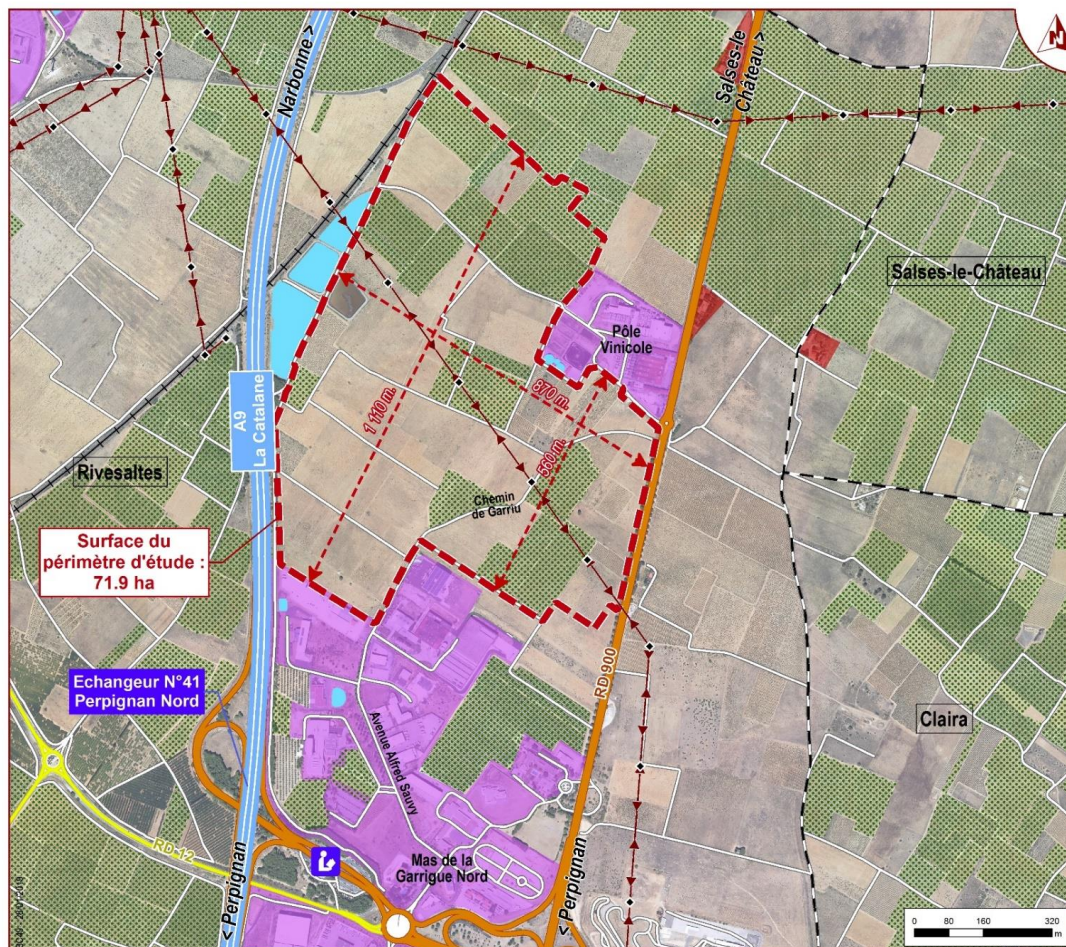 N
Narbonne >
Salses-le
Château >
Salses-le-Château
Pôle
Vinicole
A9
La Catalane
1 110 m.
870 m.
560 m.
Rivesaltes
Chemin
de Garriu
Surface du
périmètre d'étude :
71.9 ha
Echangeur N°41
Perpignan Nord
RD 900
Claira
Avenue Alfred Sauvy
RD 12
Mas de la
Garrigue Nord
< Perpignan
< Perpignan
0 80 160 320
m